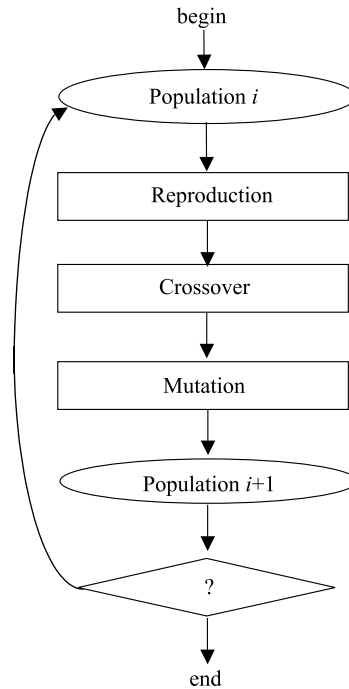 begin
Population i
Reproduction
Crossover
Mutation
Population i+1
?
end